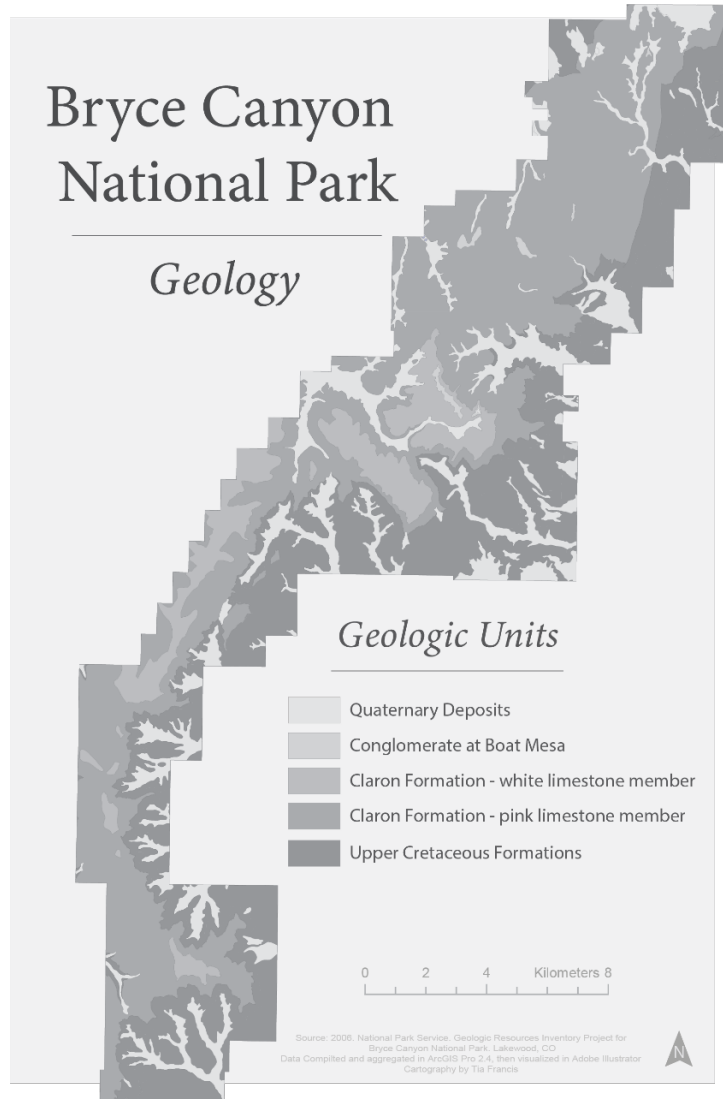 Bryce Canyon
National Park
Geology
Geologic Units
Quaternary Deposits
Conglomerate at Boat Mesa
Claron Formation - white limestone member
Claron Formation - pink limestone member
Upper Cretaceous Formations
0 2 4 Kilometers 8
Source: 2006. National Park Service. Geologic Resources Inventory Project for
Bryce Canyon National Park. Lakewood, CO
Data Compiled and aggregated in ArcGIS Pro 2.4, then visualized in Adobe Illustrator
Cartography by Tia Francis
N